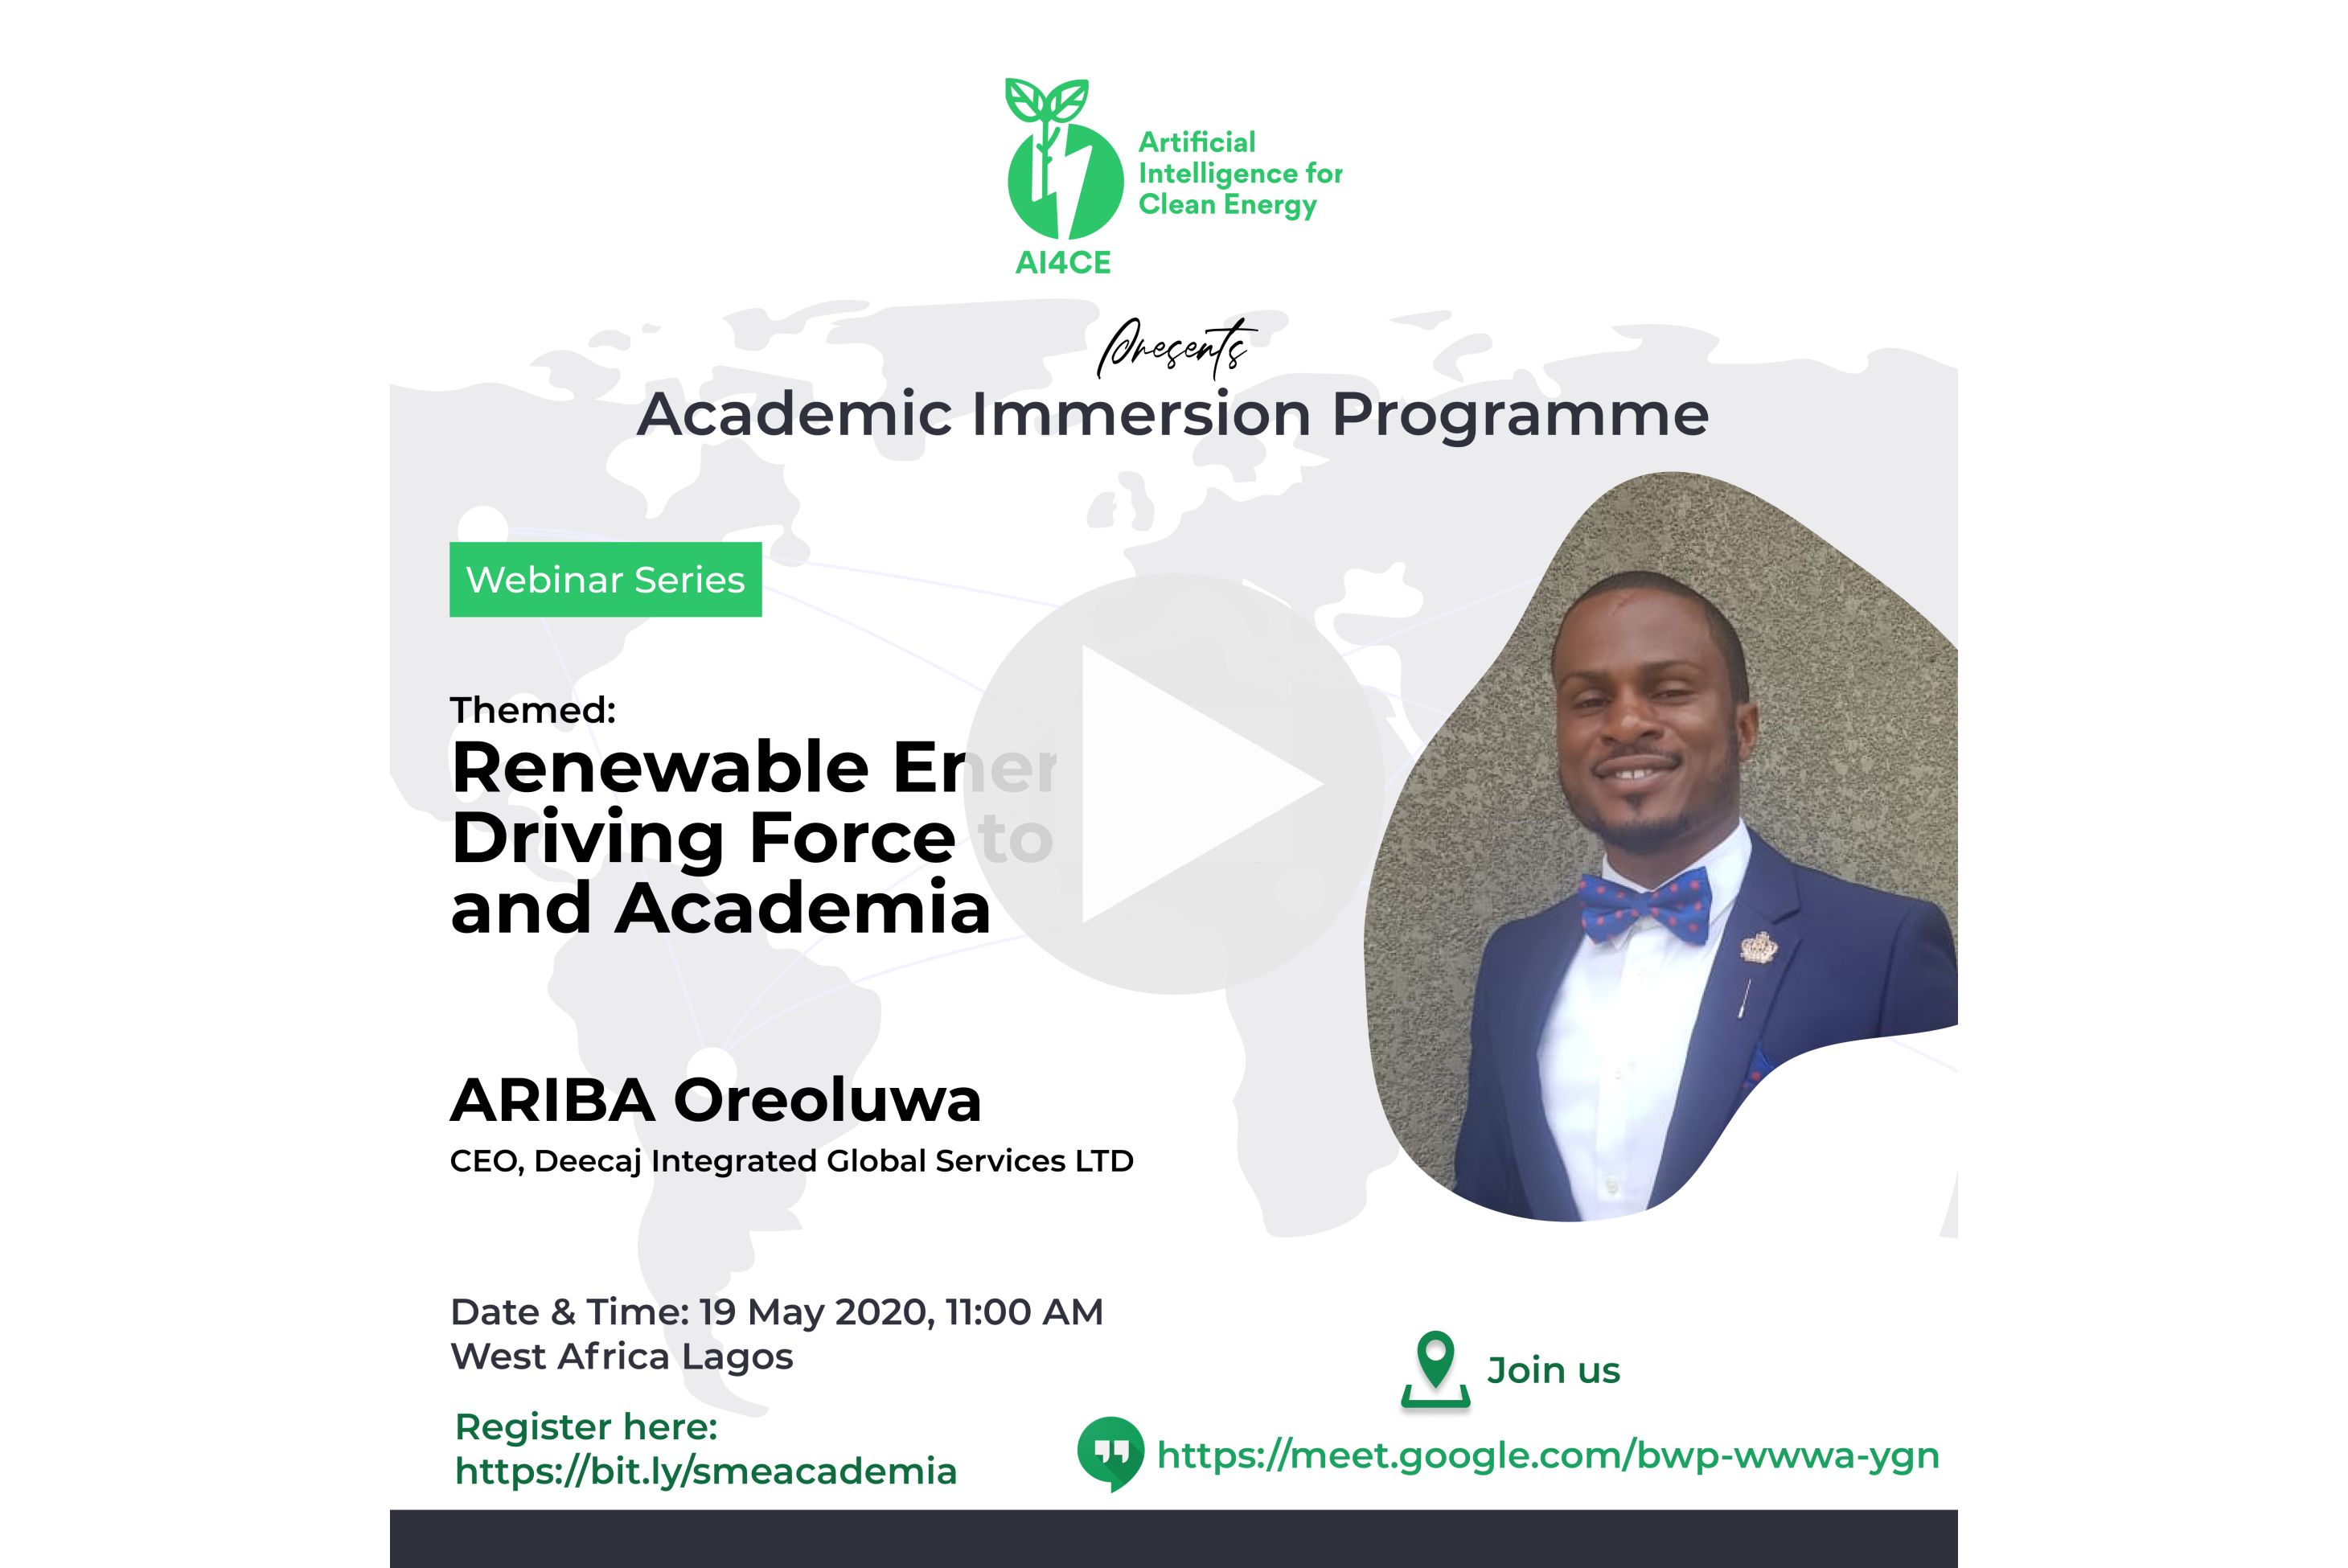 Artificial
Intelligence for
Clean Energy
AI4CE
Presents
Academic Immersion Programme
Webinar Series
Themed:
Renewable Ener
Driving Force to
and Academia
ARIBA Oreoluwa
CEO, Deecaj Integrated Global Services LTD
Date & Time: 19 May 2020, 11:00 AM
West Africa Lagos
Register here:
https://bit.ly/smeacademia
Join us
https://meet.google.com/bwp-wwwa-ygn